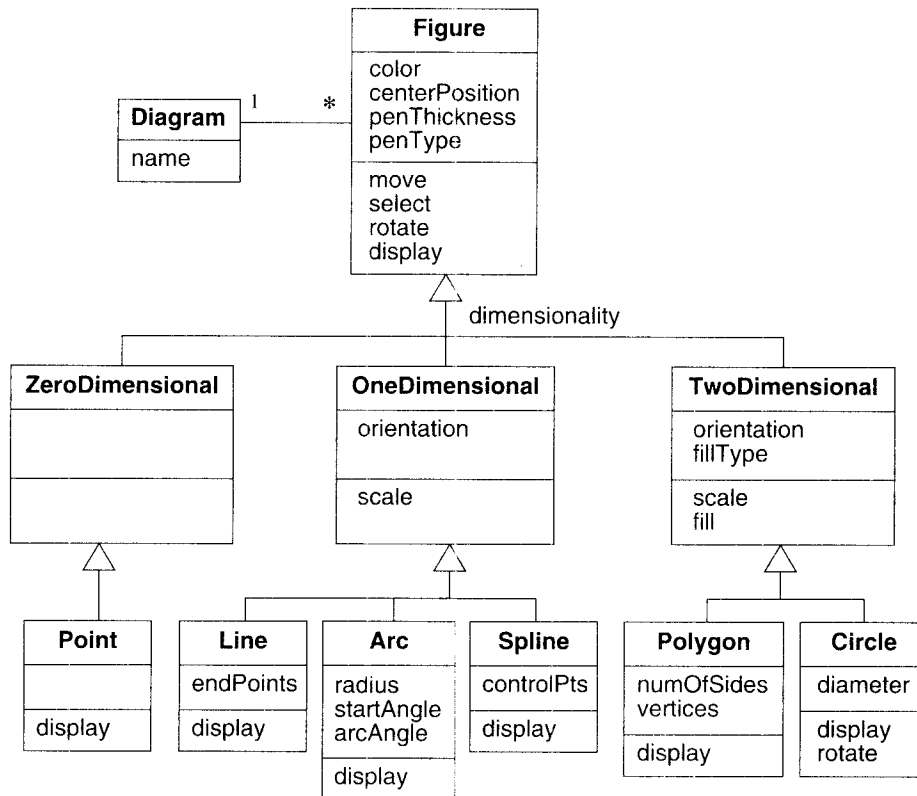 Figure
color
centerPosition
penThickness
penType
move
select
rotate
display
1
*
Diagram
name
dimensionality
ZeroDimensional
OneDimensional
orientation
scale
TwoDimensional
orientation
fillType
scale
fill
Point
display
Line
endPoints
display
Arc
radius
startAngle
arcAngle
display
Spline
controlPts
display
Polygon
numOfSides
vertices
display
Circle
diameter
display
rotate